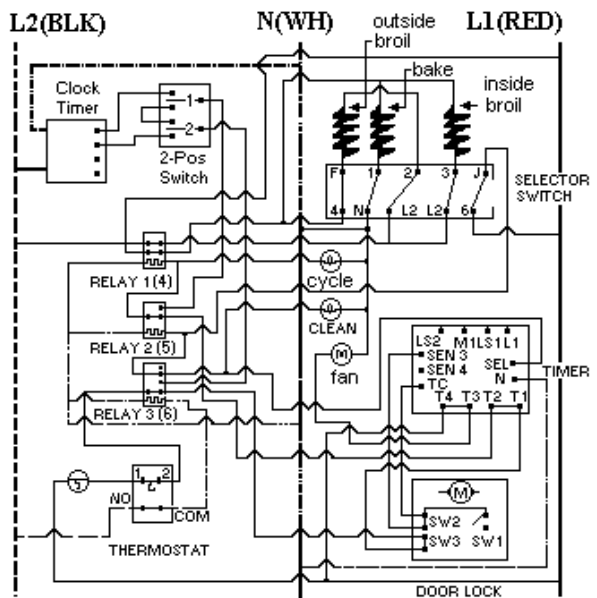 L2(BLK) N(WH) L1(RED)
outside
broil
bake
inside
broil
Clock
Timer
1
2
2-Pos
Switch
F 1 2 3 J
4 N L2 L2 6
SELECTOR
SWITCH
RELAY 1 (4)
cycle
RELAY 2 (5)
CLEAN
M
fan
RELAY 3 (6)
LS2 M1 LS1 L1
SEN 3
SEN 4
TC
SEL
N
TIMER
T4 T3 T2 T1
1 2
NO
COM
THERMOSTAT
M
SW2
SW3 SW1
DOOR LOCK